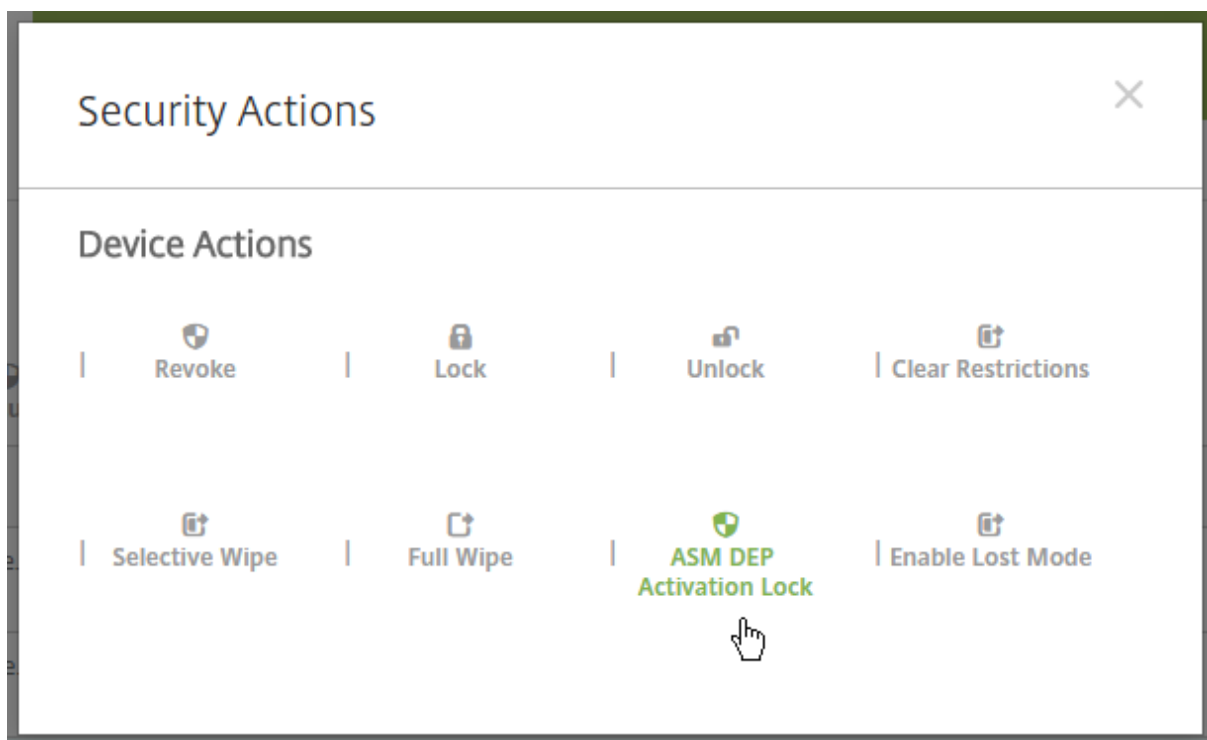 Security Actions
Device Actions
Revoke
Lock
Unlock
Clear Restrictions
Selective Wipe
Full Wipe
ASM DEP
Activation Lock
Enable Lost Mode